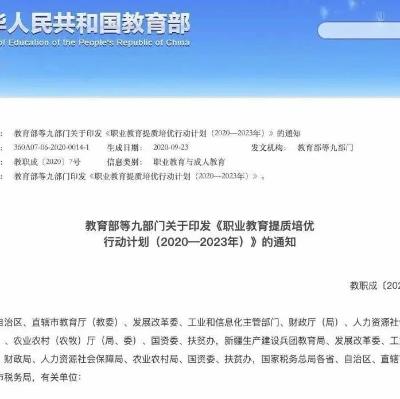 华人民共和国教育部
of Education of the People's Republic of China
: 教育部等九部门关于印发《职业教育提质培优行动计划（2020—2023年）》的通知
: 360A07-06-2020-0014-1 生成日期: 2020-09-23 发文机构: 教育部等九部门
: 教职成〔2020〕7号 信息类别: 职业教育与成人教育
: 教育部等九部门关于印发《职业教育提质培优行动计划（2020—2023年）》的通知
教育部等九部门关于印发《职业教育提质培优
行动计划（2020—2023年）》的通知
教职成〔20
自治区、直辖市教育厅（教委）、发展改革委、工业和信息化主管部门、财政厅（局）、人力资源社
、农业农村（农牧）厅（局、委）、国资委、扶贫办，新疆生产建设兵团教育局、发展改革委、工
、财政局、人力资源社会保障局、农业农村局、国资委、扶贫办，国家税务总局各省、自治区、直辖
市税务局，有关单位：